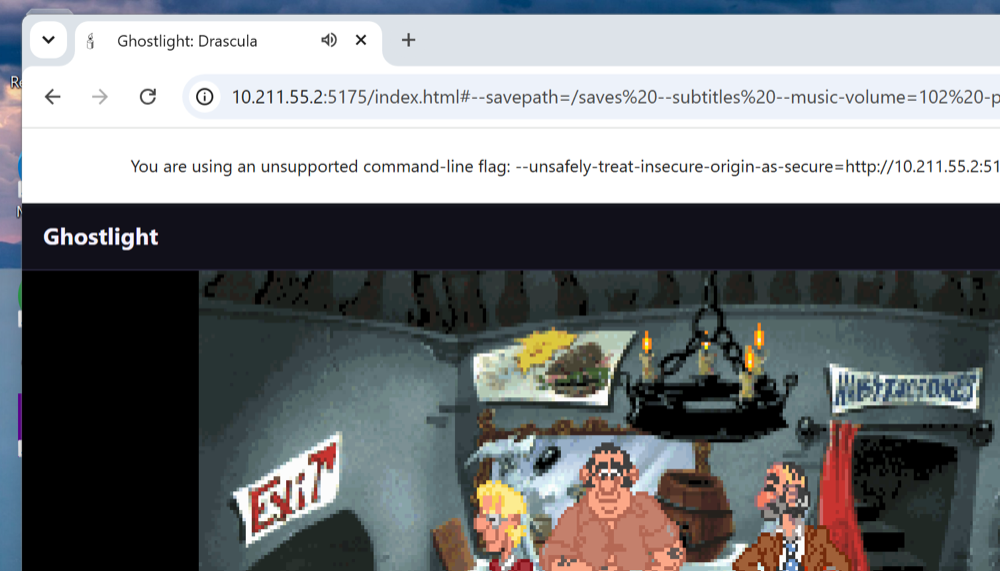 Ghostlight: Drascula
10.211.55.2:5175/index.html#--savepath=/saves%20--subtitles%20--music-volume=102%20-p
You are using an unsupported command-line flag: --unsafely-treat-insecure-origin-as-secure=http://10.211.55.2:51
Ghostlight
HABITACIONES
EXIT